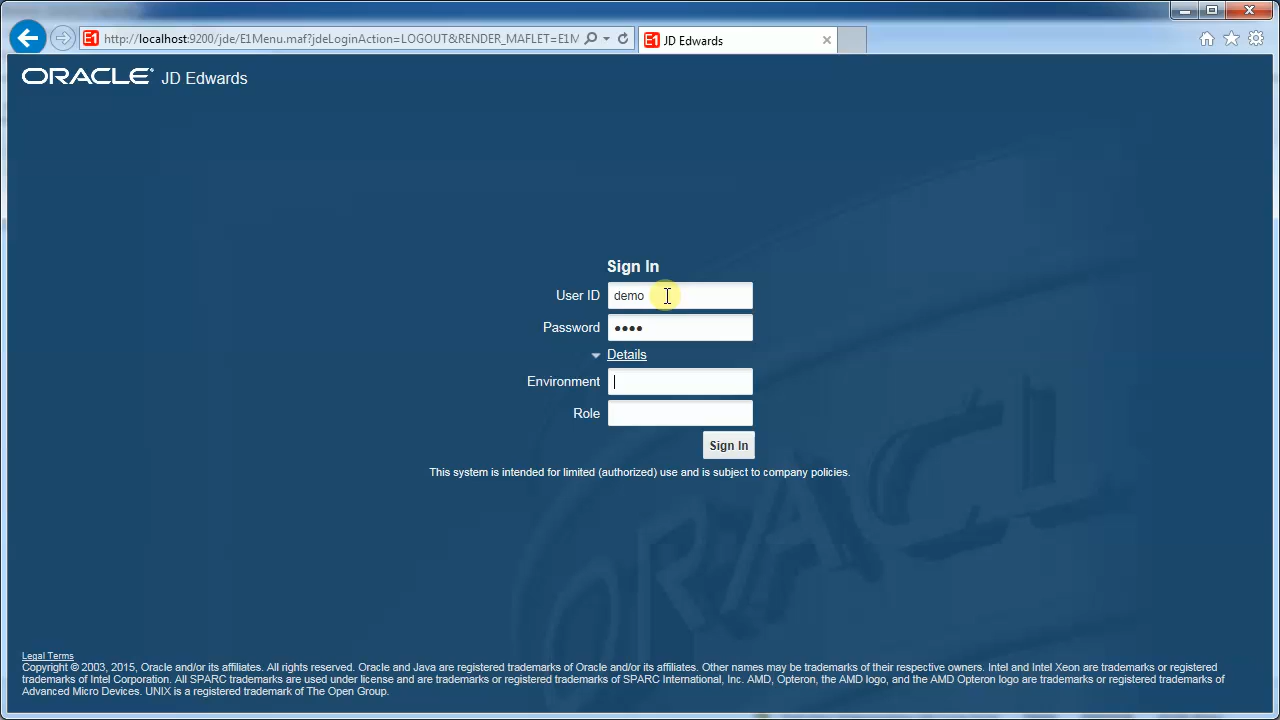 http://localhost:9200/jde/E1Menu.maf?jdeLoginAction=LOGOUT&RENDER_MAFLET=E1M
E1 JD Edwards
ORACLE JD Edwards
Sign In
User ID demo
Password ••••
Details
Environment
Role
Sign In
This system is intended for limited (authorized) use and is subject to company policies.
ORACL
Legal Terms
Copyright © 2003, 2015, Oracle and/or its affiliates. All rights reserved. Oracle and Java are registered trademarks of Oracle and/or its affiliates. Other names may be trademarks of their respective owners. Intel and Intel Xeon are trademarks or registered
trademarks of Intel Corporation. All SPARC trademarks are used under license and are trademarks or registered trademarks of SPARC International, Inc. AMD, Opteron, the AMD logo, and the AMD Opteron logo are trademarks or registered trademarks of
Advanced Micro Devices. UNIX is a registered trademark of The Open Group.